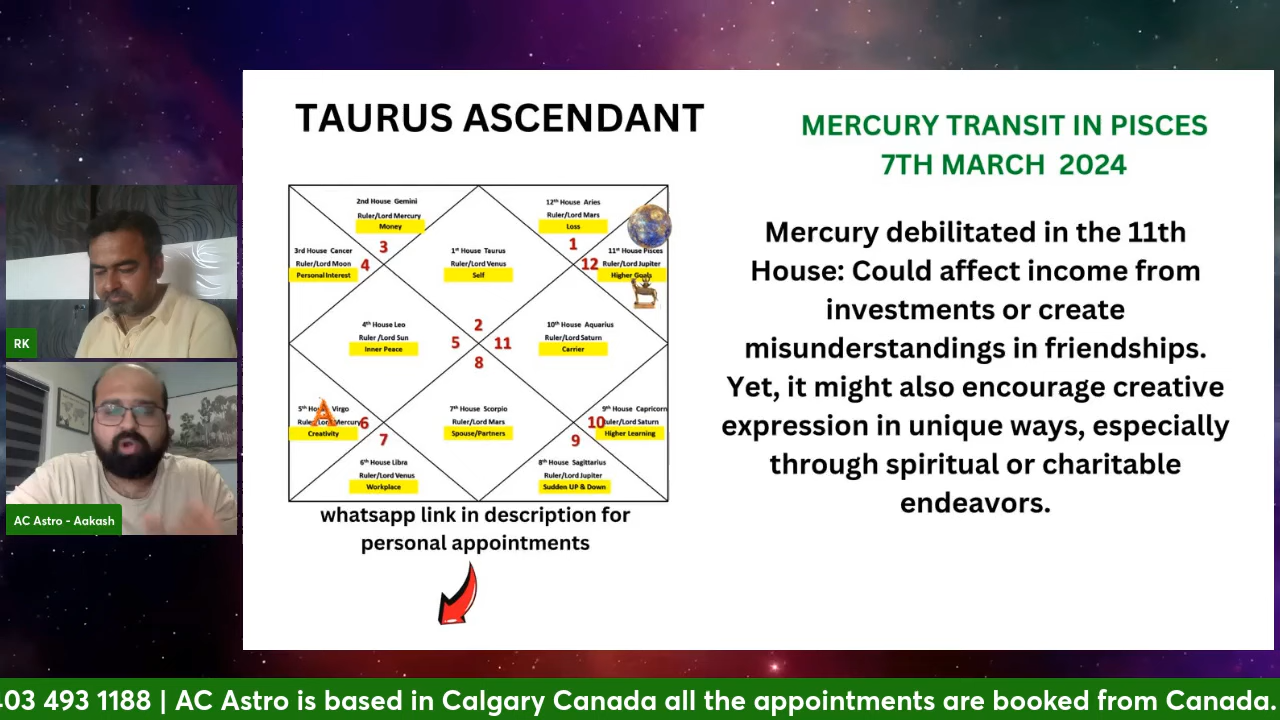 TAURUS ASCENDANT
MERCURY TRANSIT IN PISCES
7TH MARCH 2024
2nd House Gemini
Ruler/Lord Mercury
Money
12th House Aries
Ruler/Lord Mars
Loss
3
1
3rd House Cancer
Ruler/Lord Moon
Personal Interest
4
1st House Taurus
Ruler/Lord Venus
Self
12
11th House Pisces
Ruler/Lord Jupiter
Higher Goals
4th House Leo
Ruler /Lord Sun
Inner Peace
2
5
11
8
10th House Aquarius
Ruler/Lord Saturn
Carrier
5th House Virgo
Ruler/Lord Mercury
Creativity
6
7
7th House Scorpio
Ruler/Lord Mars
Spouse/Partners
10
9
9th House Capricorn
Ruler/Lord Saturn
Higher Learning
6th House Libra
Ruler/Lord Venus
Workplace
8th House Sagittarius
Ruler/Lord Jupiter
Sudden UP & Down
whatsapp link in description for
personal appointments
Mercury debilitated in the 11th
House: Could affect income from
investments or create
misunderstandings in friendships.
Yet, it might also encourage creative
expression in unique ways, especially
through spiritual or charitable
endeavors.
RK
AC Astro - Aakash
403 493 1188 | AC Astro is based in Calgary Canada all the appointments are booked from Canada.